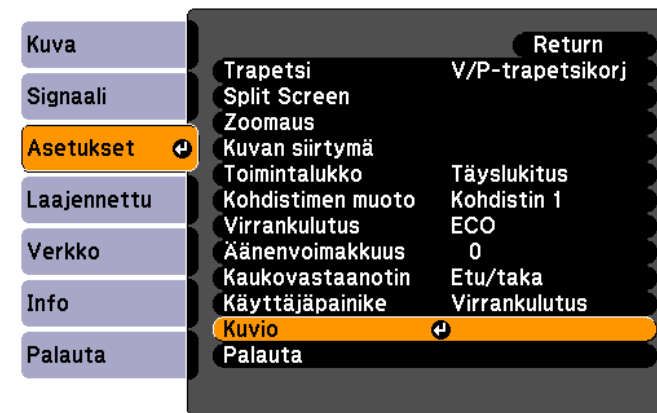 Kuva
Signaali
Asetukset
Laajennettu
Verkko
Info
Palauta
Return
Trapetsi V/P-trapetsikorj
Split Screen
Zoomaus
Kuvan siirtymä
Toimintalukko Täyslukitus
Kohdistimen muoto Kohdistin 1
Virrankulutus ECO
Äänenvoimakkuus 0
Kaukovastaanotin Etu/taka
Käyttäjäpainike Virrankulutus
Kuvio
Palauta